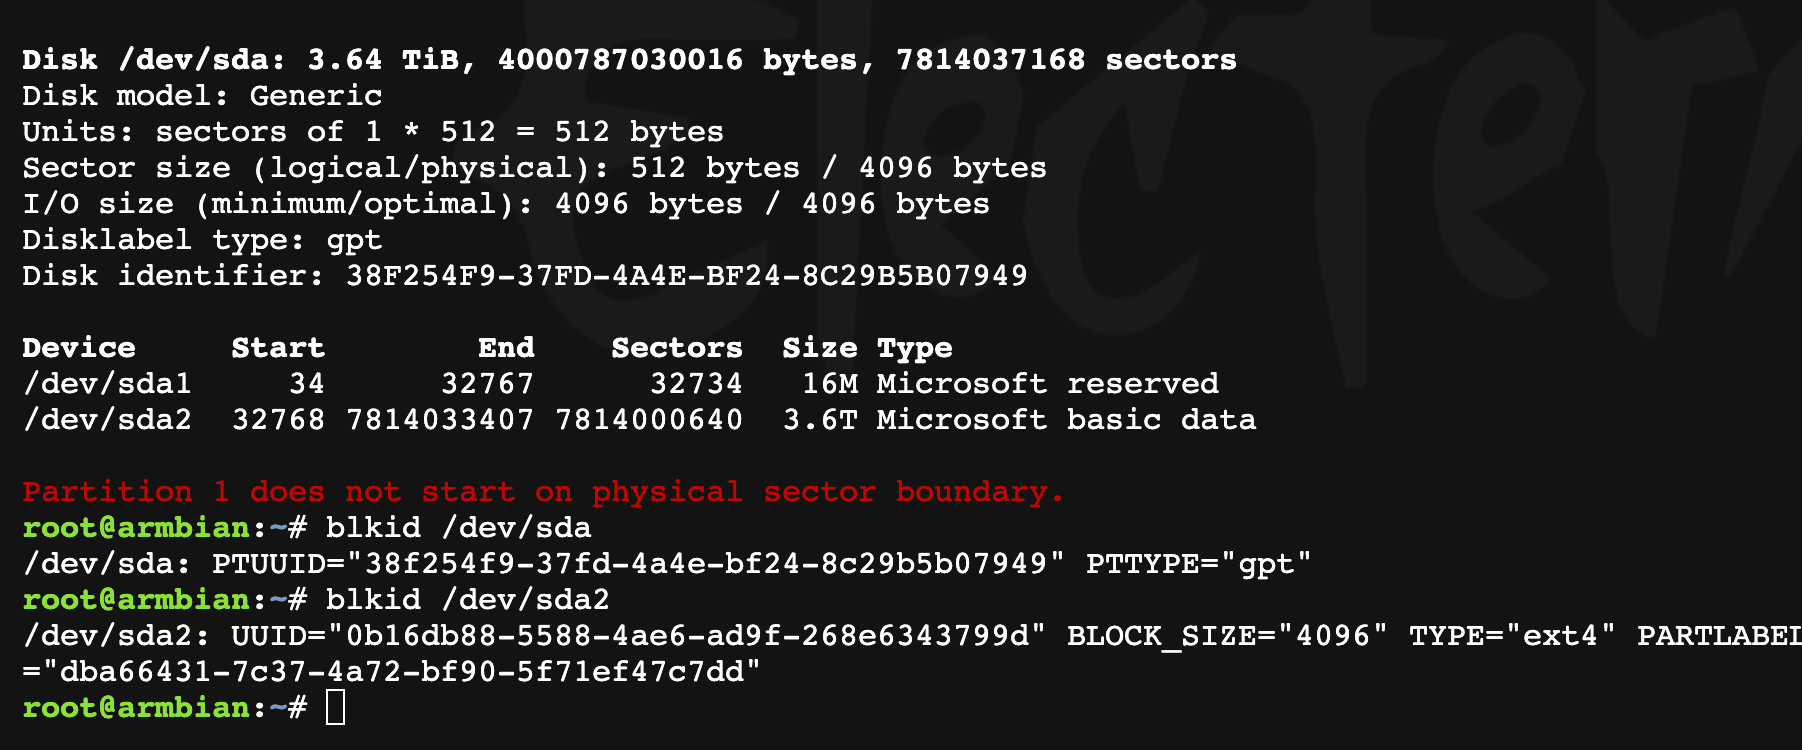 Disk /dev/sda: 3.64 TiB, 4000787030016 bytes, 7814037168 sectors
Disk model: Generic
Units: sectors of 1 * 512 = 512 bytes
Sector size (logical/physical): 512 bytes / 4096 bytes
I/O size (minimum/optimal): 4096 bytes / 4096 bytes
Disklabel type: gpt
Disk identifier: 38F254F9-37FD-4A4E-BF24-8C29B5B07949
Device     Start        End    Sectors  Size Type
/dev/sda1     34      32767      32734   16M Microsoft reserved
/dev/sda2  32768 7814033407 7814000640  3.6T Microsoft basic data
Partition 1 does not start on physical sector boundary.
root@armbian:~# blkid /dev/sda
/dev/sda: PTUUID="38f254f9-37fd-4a4e-bf24-8c29b5b07949" PTTYPE="gpt"
root@armbian:~# blkid /dev/sda2
/dev/sda2: UUID="0b16db88-5588-4ae6-ad9f-268e6343799d" BLOCK_SIZE="4096" TYPE="ext4" PARTLABEL
="dba66431-7c37-4a72-bf90-5f71ef47c7dd"
root@armbian:~#